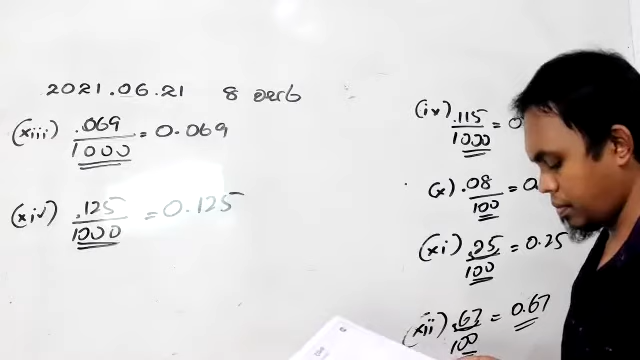 2021.06.21 8
(xiii) .069/1000 = 0.069
(xiv) .125/1000 = 0.125
(ix) .115/1000 = 0
(x) .08/100 = 0.
(xi) .25/100 = 0.25
(xii) .67/100 = 0.67